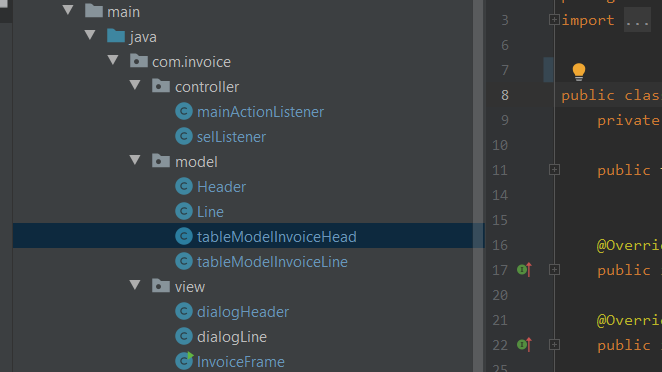 main
java
com.invoice
controller
mainActionListener
selListener
model
Header
Line
tableModelInvoiceHead
tableModelInvoiceLine
view
dialogHeader
dialogLine
InvoiceFrame
3 import ...
6
7
8 public clas
9 private
10
11 public
14
15
16 @Overri
17 public
20
21 @Overri
22 public
25